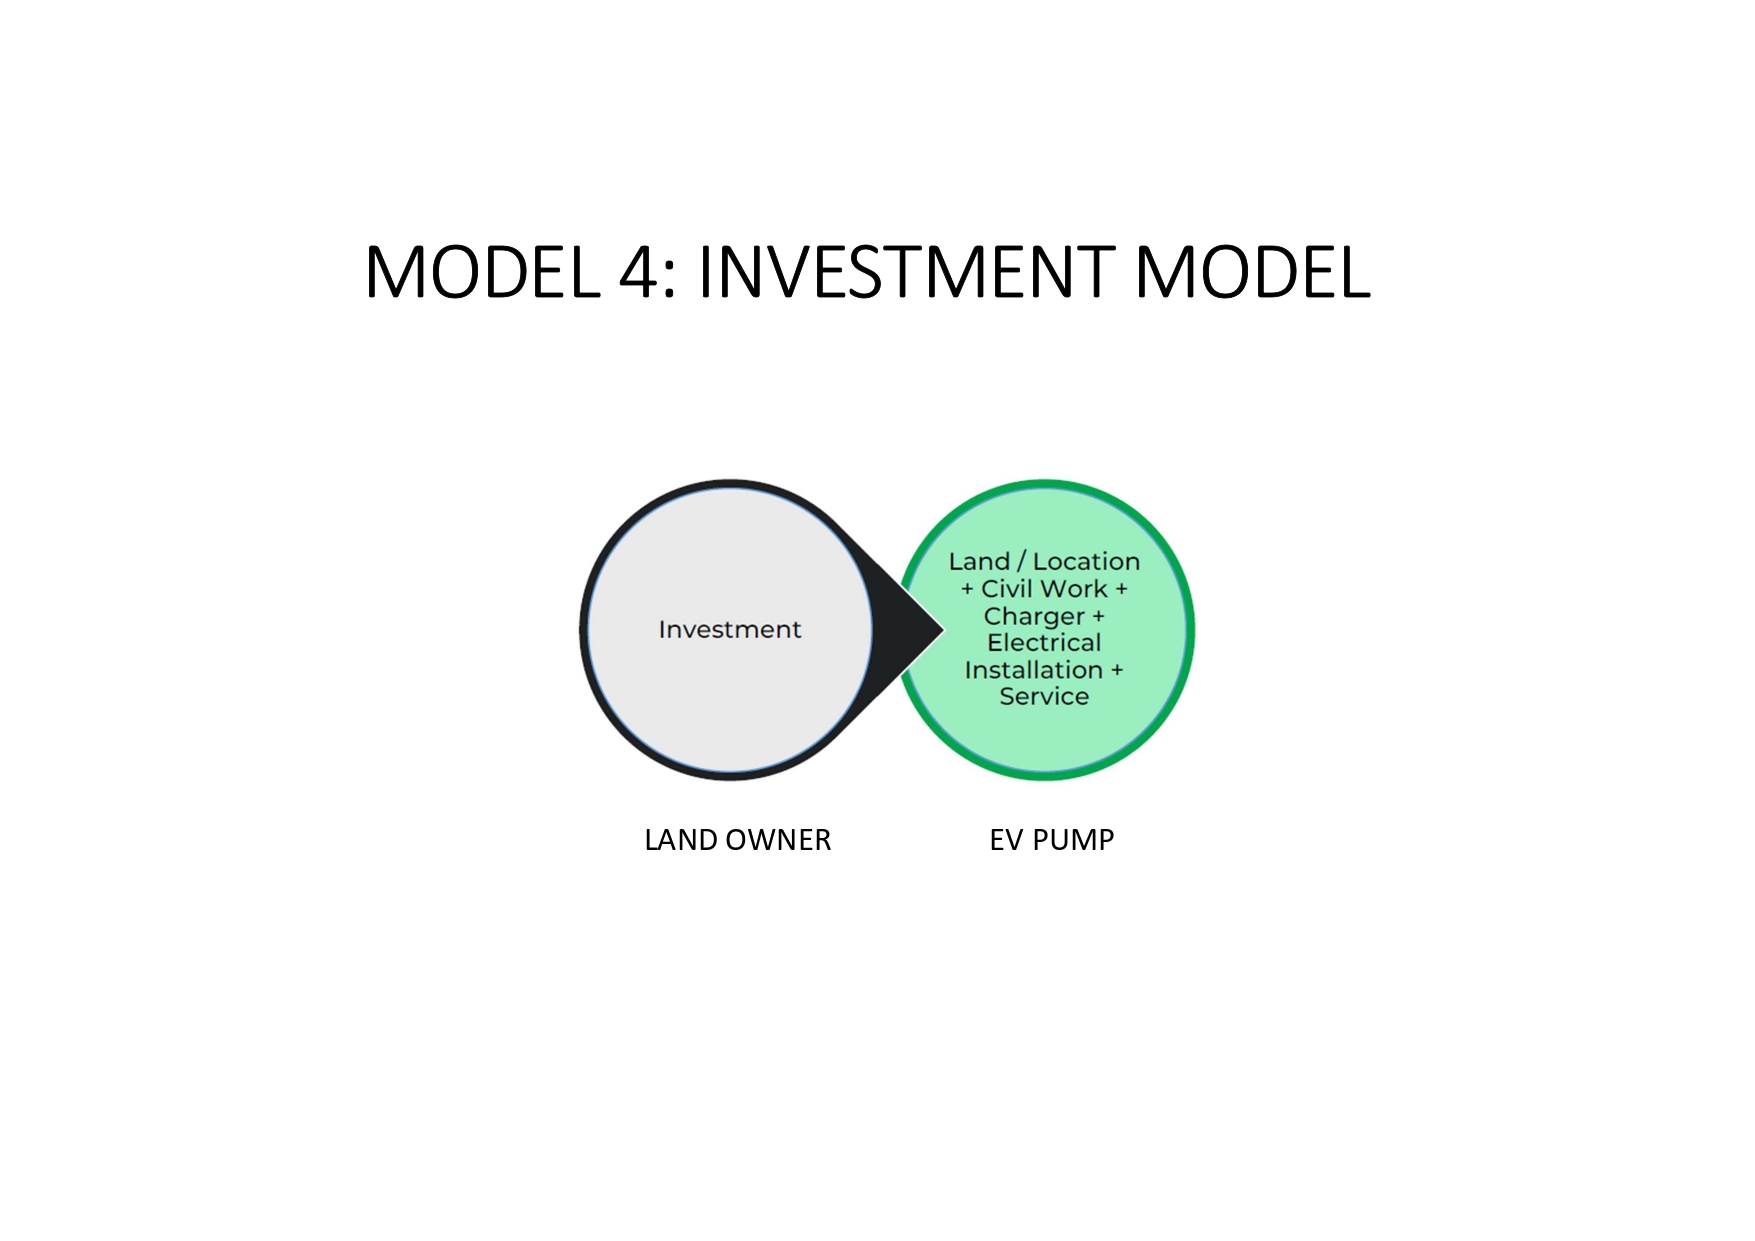 MODEL 4: INVESTMENT MODEL
Investment
Land / Location
+ Civil Work +
Charger +
Electrical
Installation +
Service
LAND OWNER
EV PUMP